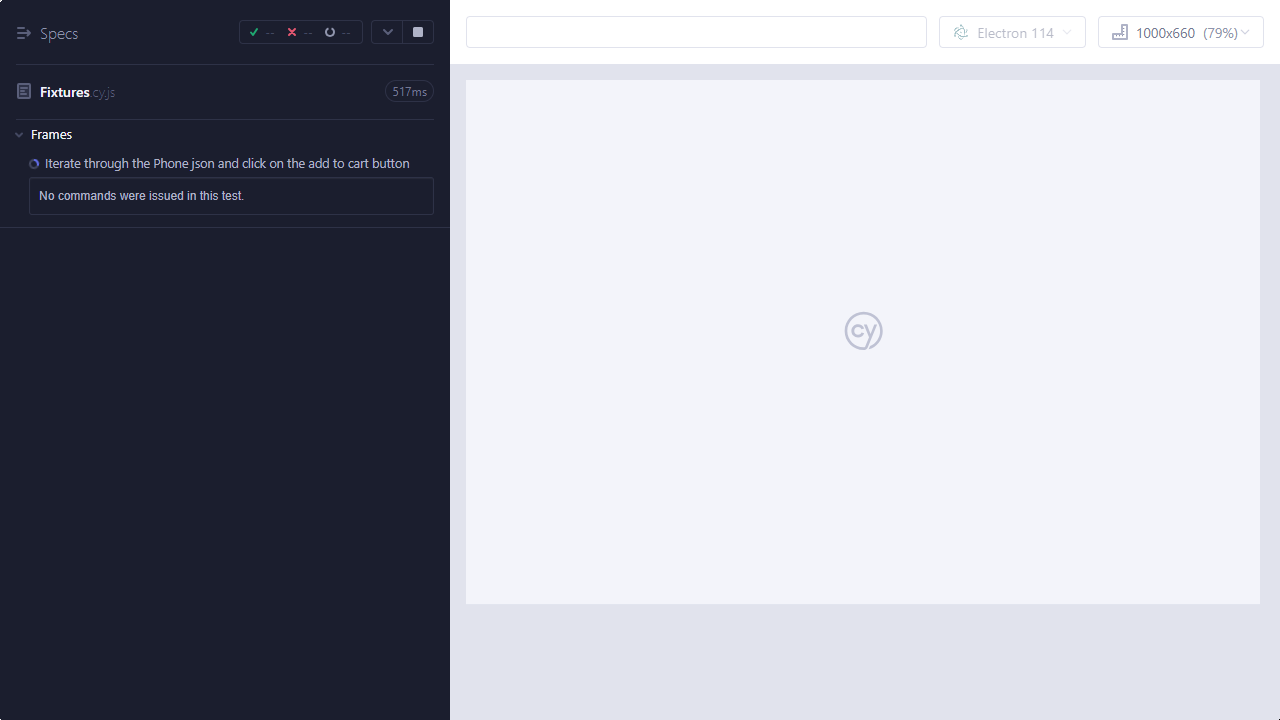 Specs
-- -- --
Electron 114
1000x660 (79%)
Fixtures.cy.js
517ms
Frames
Iterate through the Phone json and click on the add to cart button
No commands were issued in this test.
cy